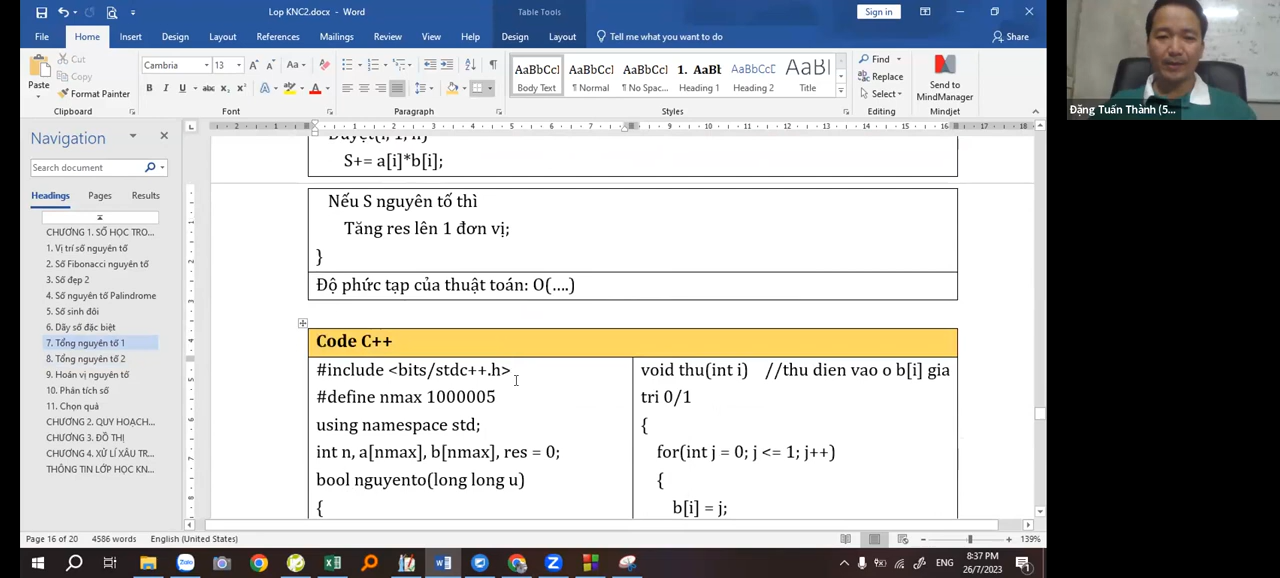 Lop KNC2.docx - Word
Table Tools
Sign in
File
Home
Insert
Design
Layout
References
Mailings
Review
View
Help
Design
Layout
Tell me what you want to do
Share
Paste
Cut
Copy
Format Painter
Clipboard
Cambria
13
Font
Paragraph
AaBbCcI
Body Text
AaBbCcI
¶ Normal
AaBbCcI
¶ No Spac...
1. AaBb
Heading 1
AaBbCcD
Heading 2
AaBI
Title
Styles
Find
Replace
Select
Editing
Send to
MindManager
Mindjet
Đặng Tuấn Thành (5...
Navigation
Search document
Headings
Pages
Results
CHƯƠNG 1. SỐ HỌC TRO...
1. Vị trí số nguyên tố
2. Số Fibonacci nguyên tố
3. Số đẹp 2
4. Số nguyên tố Palindrome
5. Số sinh đôi
6. Dãy số đặc biệt
7. Tổng nguyên tố 1
8. Tổng nguyên tố 2
9. Hoán vị nguyên tố
10. Phân tích số
11. Chọn quà
CHƯƠNG 2. QUY HOẠCH...
CHƯƠNG 3. ĐỒ THỊ
CHƯƠNG 4. XỬ LÍ XÂU TR...
THÔNG TIN LỚP HỌC KN...
Duyệt(i, 1, n)
S+= a[i]*b[i];
Nếu S nguyên tố thì
Tăng res lên 1 đơn vị;
}
Độ phức tạp của thuật toán: O(....)
Code C++
#include <bits/stdc++.h>
#define nmax 1000005
using namespace std;
int n, a[nmax], b[nmax], res = 0;
bool nguyento(long long u)
{
void thu(int i) //thu dien vao o b[i] gia
tri 0/1
{
for(int j = 0; j <= 1; j++)
{
b[i] = j;
Page 16 of 20
4586 words
English (United States)
139%
ENG
8:37 PM
26/7/2023